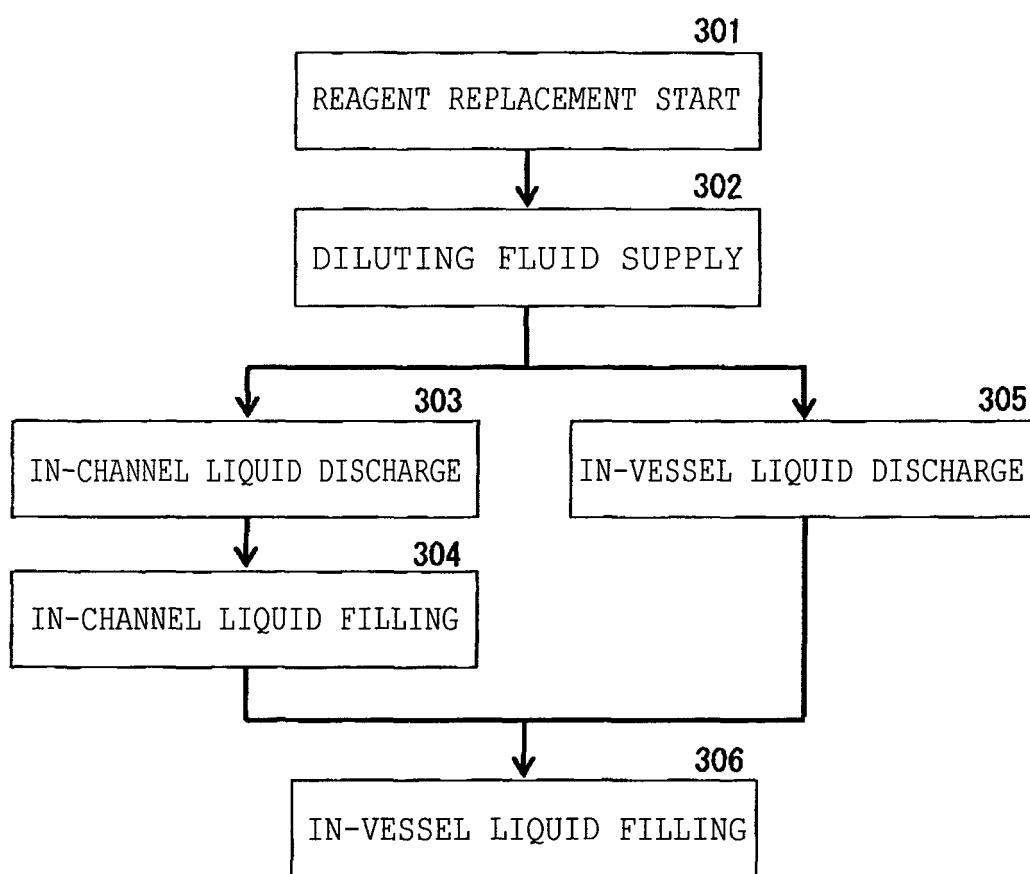 301
REAGENT REPLACEMENT START
302
DILUTING FLUID SUPPLY
303
IN-CHANNEL LIQUID DISCHARGE
305
IN-VESSEL LIQUID DISCHARGE
304
IN-CHANNEL LIQUID FILLING
306
IN-VESSEL LIQUID FILLING